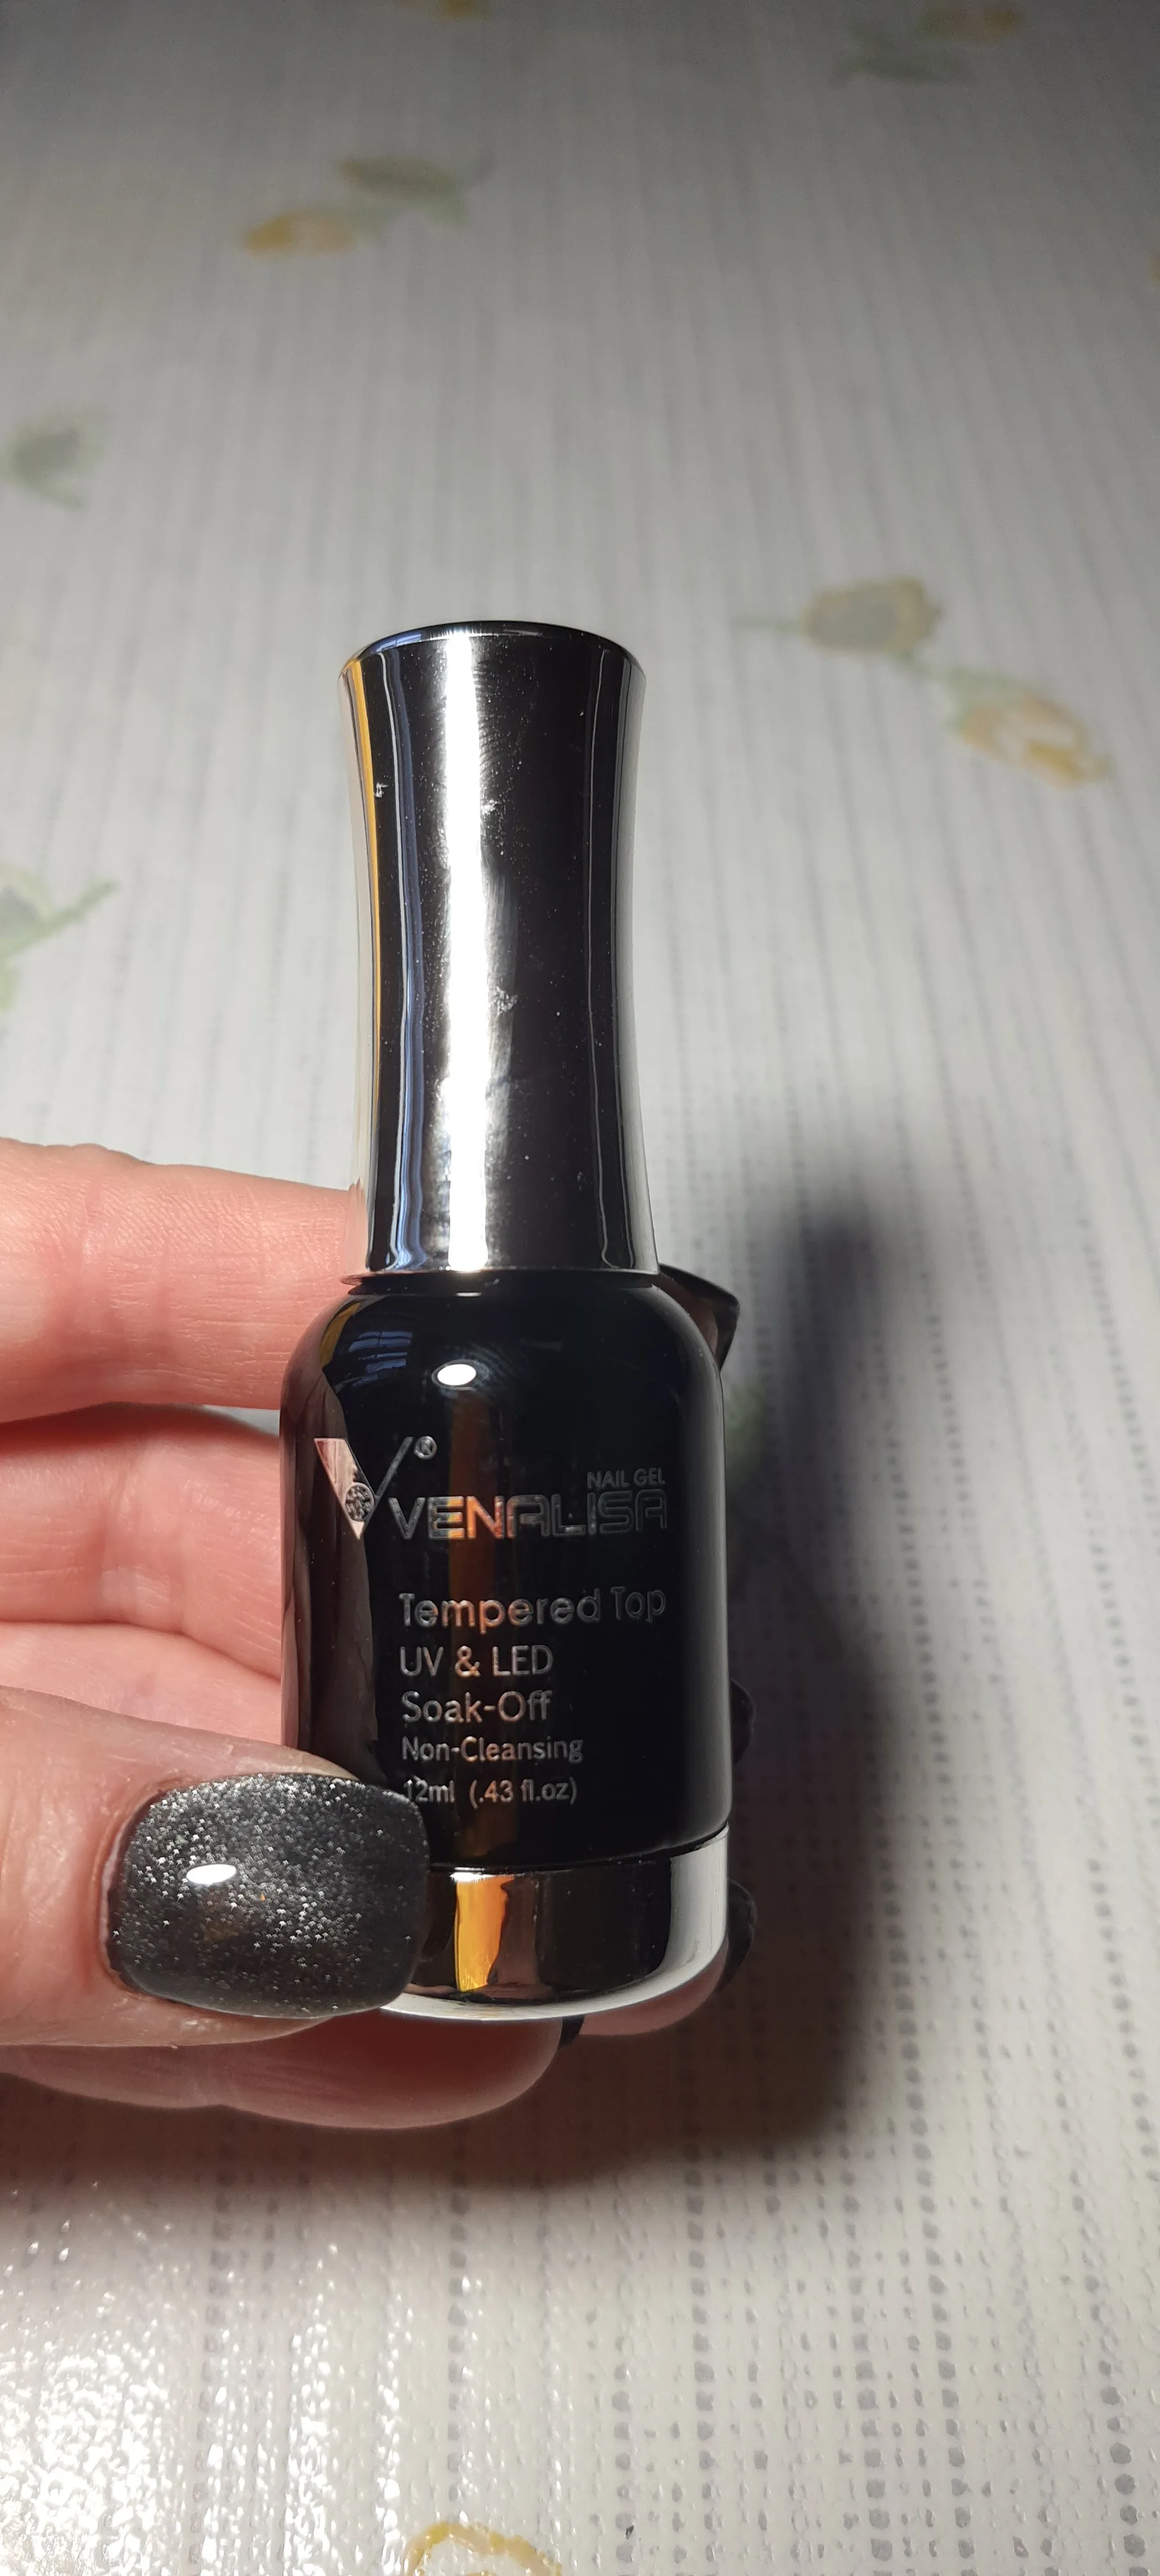 V®
NAIL GEL
VENALISA
Tempered Top
UV & LED
Soak-Off
Non-Cleansing
12ml (.43 fl.oz)